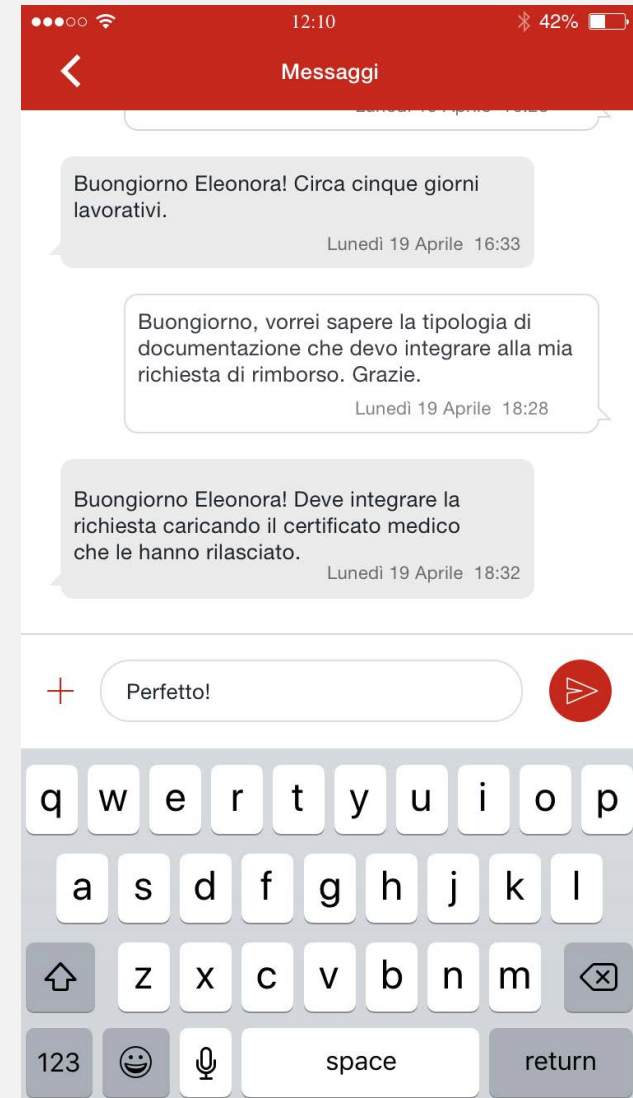 12:10
42%
Messaggi
Buongiorno Eleonora! Circa cinque giorni
lavorativi.
Lunedì 19 Aprile 16:33
Buongiorno, vorrei sapere la tipologia di
documentazione che devo integrare alla mia
richiesta di rimborso. Grazie.
Lunedì 19 Aprile 18:28
Buongiorno Eleonora! Deve integrare la
richiesta caricando il certificato medico
che le hanno rilasciato.
Lunedì 19 Aprile 18:32
Perfetto!
q w e r t y u i o p
a s d f g h j k l
z x c v b n m
123 space return